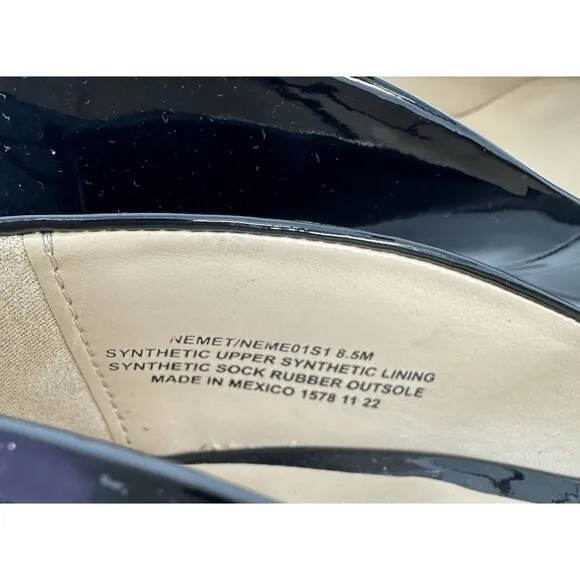 NEMET/NEME01S1 8.5M
SYNTHETIC UPPER SYNTHETIC LINING
SYNTHETIC SOCK RUBBER OUTSOLE
MADE IN MEXICO 1578 11 22